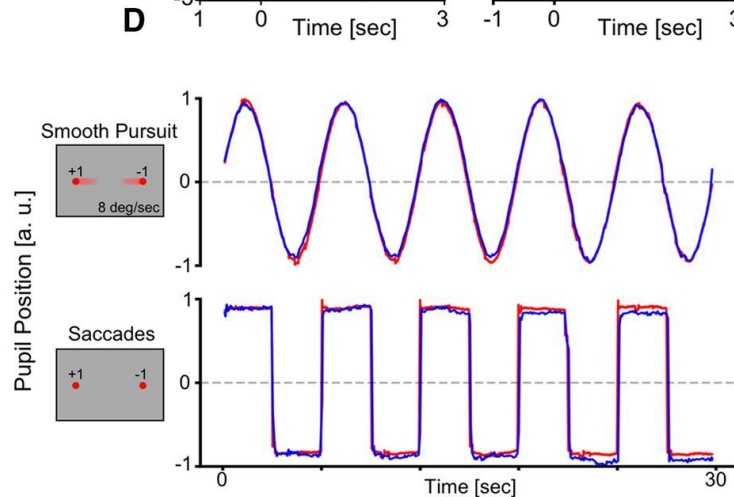 D
1 0 Time [sec] 3 -1 0 Time [sec]
Smooth Pursuit
+1 -1
8 deg/sec
Pupil Position [a. u.]
1
0
-1
Saccades
+1 -1
1
0
-1
0 Time [sec] 30